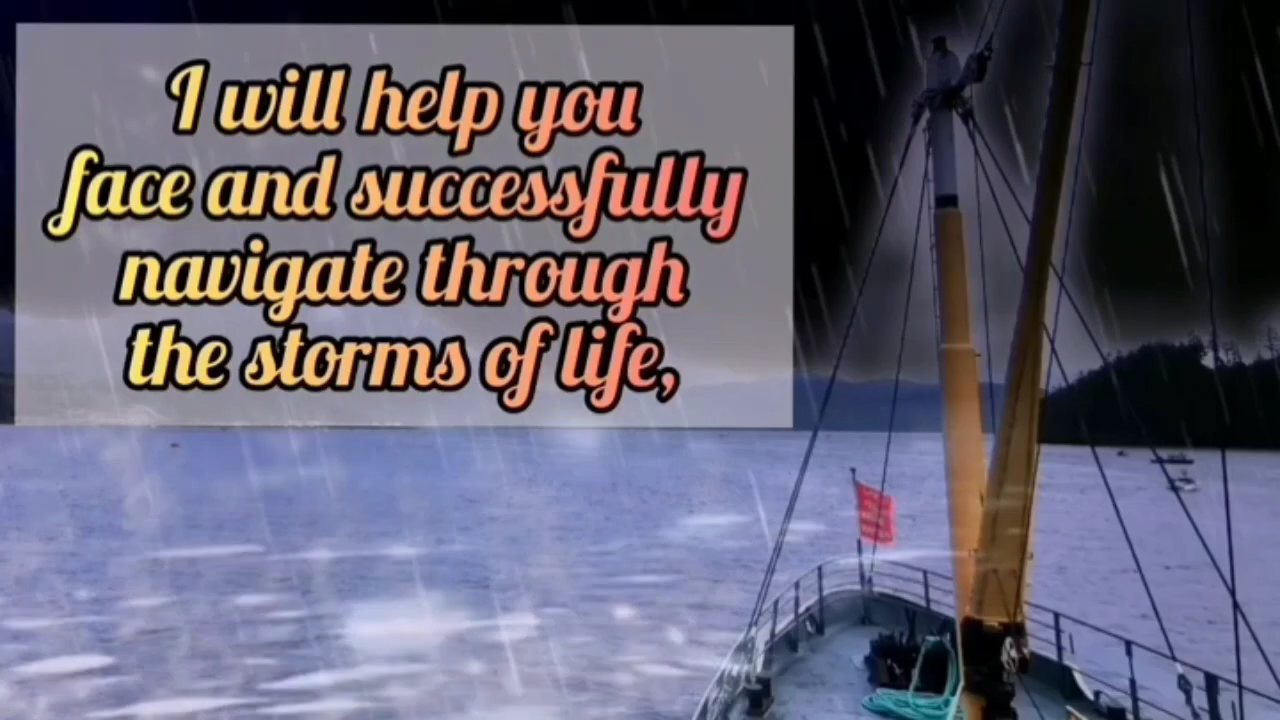 I will help you
face and successfully
navigate through
the storms of life,